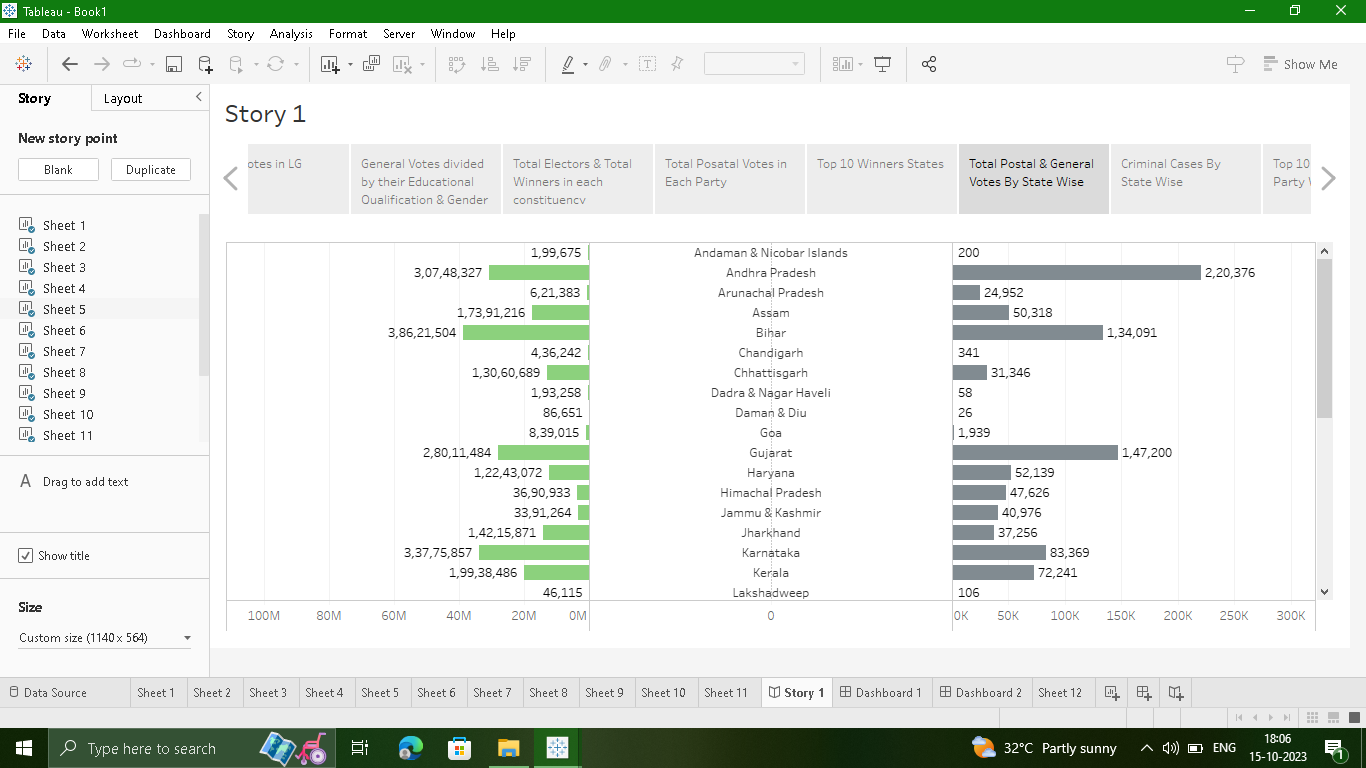 Tableau - Book1
File Data Worksheet Dashboard Story Analysis Format Server Window Help
Show Me
Story Layout
New story point
Blank Duplicate
Sheet 1
Sheet 2
Sheet 3
Sheet 4
Sheet 5
Sheet 6
Sheet 7
Sheet 8
Sheet 9
Sheet 10
Sheet 11
A Drag to add text
Show title
Size
Custom size (1140 x 564)
Story 1
otes in LG
General Votes divided
by their Educational
Qualification & Gender
Total Electors & Total
Winners in each
constituency
Total Posatal Votes in
Each Party
Top 10 Winners States
Total Postal & General
Votes By State Wise
Criminal Cases By
State Wise
Top 10
Party
1,99,675 Andaman & Nicobar Islands 200
3,07,48,327 Andhra Pradesh 2,20,376
6,21,383 Arunachal Pradesh 24,952
1,73,91,216 Assam 50,318
3,86,21,504 Bihar 1,34,091
4,36,242 Chandigarh 341
1,30,60,689 Chhattisgarh 31,346
1,93,258 Dadra & Nagar Haveli 58
86,651 Daman & Diu 26
8,39,015 Goa 1,939
2,80,11,484 Gujarat 1,47,200
1,22,43,072 Haryana 52,139
36,90,933 Himachal Pradesh 47,626
33,91,264 Jammu & Kashmir 40,976
1,42,15,871 Jharkhand 37,256
3,37,75,857 Karnataka 83,369
1,99,38,486 Kerala 72,241
46,115 Lakshadweep 106
100M 80M 60M 40M 20M 0M 0 0K 50K 100K 150K 200K 250K 300K
Data Source Sheet 1 Sheet 2 Sheet 3 Sheet 4 Sheet 5 Sheet 6 Sheet 7 Sheet 8 Sheet 9 Sheet 10 Sheet 11 Story 1 Dashboard 1 Dashboard 2 Sheet 12
Type here to search
32°C Partly sunny
ENG
18:06
15-10-2023
1